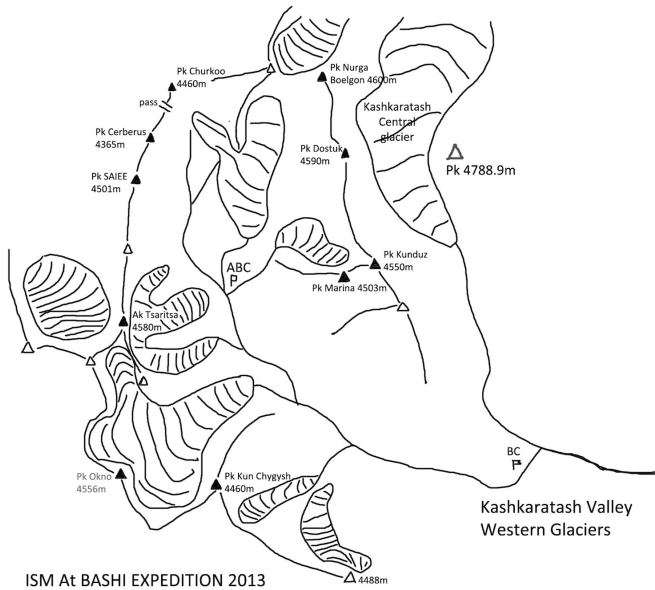 Pk Churkoo
4460m
Pk Nurga
Boelgon 4600m
pass
Kashkaratash
Central
glacier
Pk Cerberus
4365m
Pk Dostuk
4590m
Pk 4788.9m
Pk SAIEE
4501m
Pk Kunduz
4550m
ABC
Pk Marina 4503m
Ak Tsaritsa
4580m
BC
Pk Okno
4556m
Pk Kun Chygysh
4460m
Kashkaratash Valley
Western Glaciers
4488m
ISM At BASHI EXPEDITION 2013